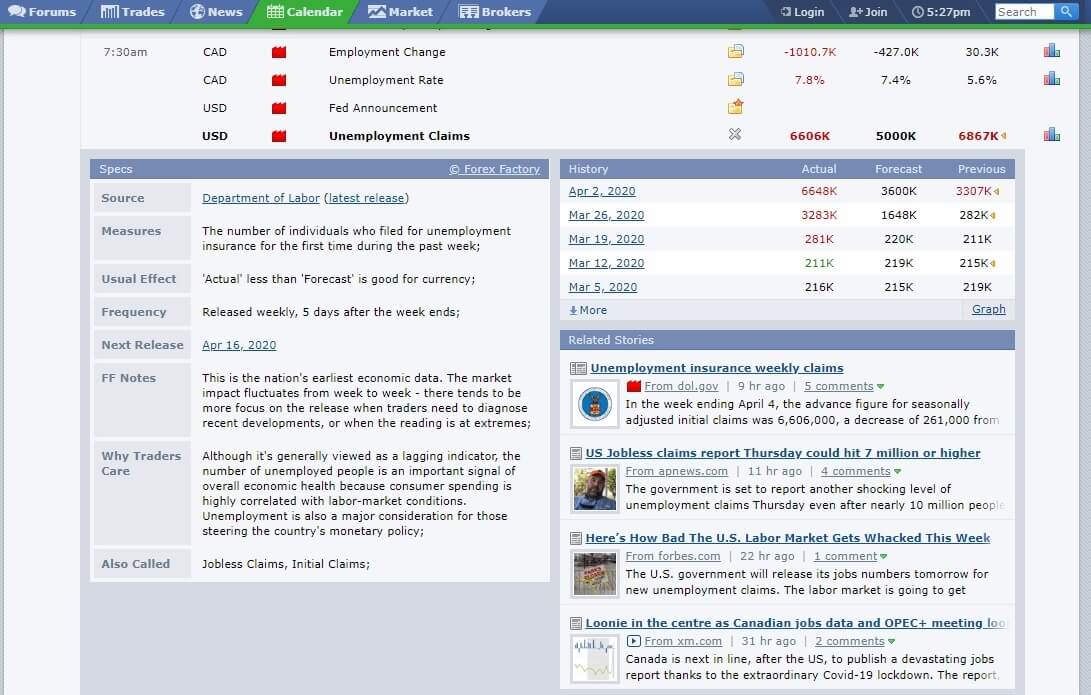 Forums Trades News Calendar Market Brokers Login Join 5:27pm Search
7:30am CAD Employment Change -1010.7K -427.0K 30.3K
CAD Unemployment Rate 7.8% 7.4% 5.6%
USD Fed Announcement
USD Unemployment Claims 6606K 5000K 6867K
Specs © Forex Factory
Source Department of Labor (latest release)
Measures The number of individuals who filed for unemployment
insurance for the first time during the past week;
Usual Effect 'Actual' less than 'Forecast' is good for currency;
Frequency Released weekly, 5 days after the week ends;
Next Release Apr 16, 2020
FF Notes This is the nation's earliest economic data. The market
impact fluctuates from week to week - there tends to be
more focus on the release when traders need to diagnose
recent developments, or when the reading is at extremes;
Why Traders Care Although it's generally viewed as a lagging indicator, the
number of unemployed people is an important signal of
overall economic health because consumer spending is
highly correlated with labor-market conditions.
Unemployment is also a major consideration for those
steering the country's monetary policy;
Also Called Jobless Claims, Initial Claims;
History Actual Forecast Previous
Apr 2, 2020 6648K 3600K 3307K
Mar 26, 2020 3283K 1648K 282K
Mar 19, 2020 281K 220K 211K
Mar 12, 2020 211K 219K 215K
Mar 5, 2020 216K 215K 219K
More Graph
Related Stories
Unemployment insurance weekly claims
From dol.gov | 9 hr ago | 5 comments
In the week ending April 4, the advance figure for seasonally
adjusted initial claims was 6,606,000, a decrease of 261,000 from
US Jobless claims report Thursday could hit 7 million or higher
From apnews.com | 11 hr ago | 4 comments
The government is set to report another shocking level of
unemployment claims Thursday even after nearly 10 million people
Here's How Bad The U.S. Labor Market Gets Whacked This Week
From forbes.com | 22 hr ago | 1 comment
The U.S. government will release its jobs numbers tomorrow for
new unemployment claims. The labor market is going to get
Loonie in the centre as Canadian jobs data and OPEC+ meeting loo
From xm.com | 31 hr ago | 2 comments
Canada is next in line, after the US, to publish a devastating jobs
report thanks to the extraordinary Covid-19 lockdown. The report,